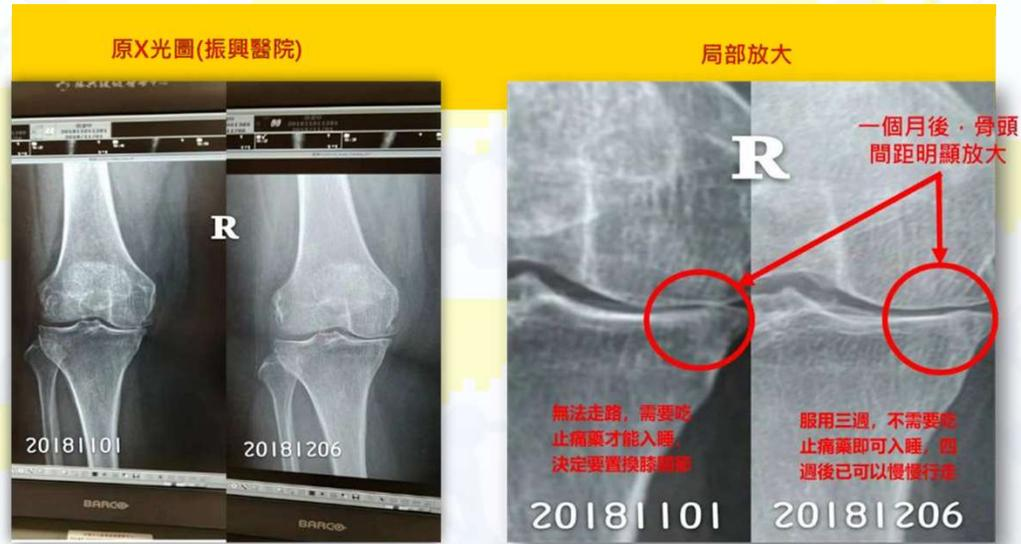 原X光圖(振興醫院)
局部放大
R
20181101
20181206
BARCO
BARCO
R
一個月後，骨頭
間距明顯放大
無法走路，需要吃
止痛藥才能入睡，
決定要置換膝關節
服用三週，不需要吃
止痛藥即可入睡，四
週後已可以慢慢行走
20181101
20181206